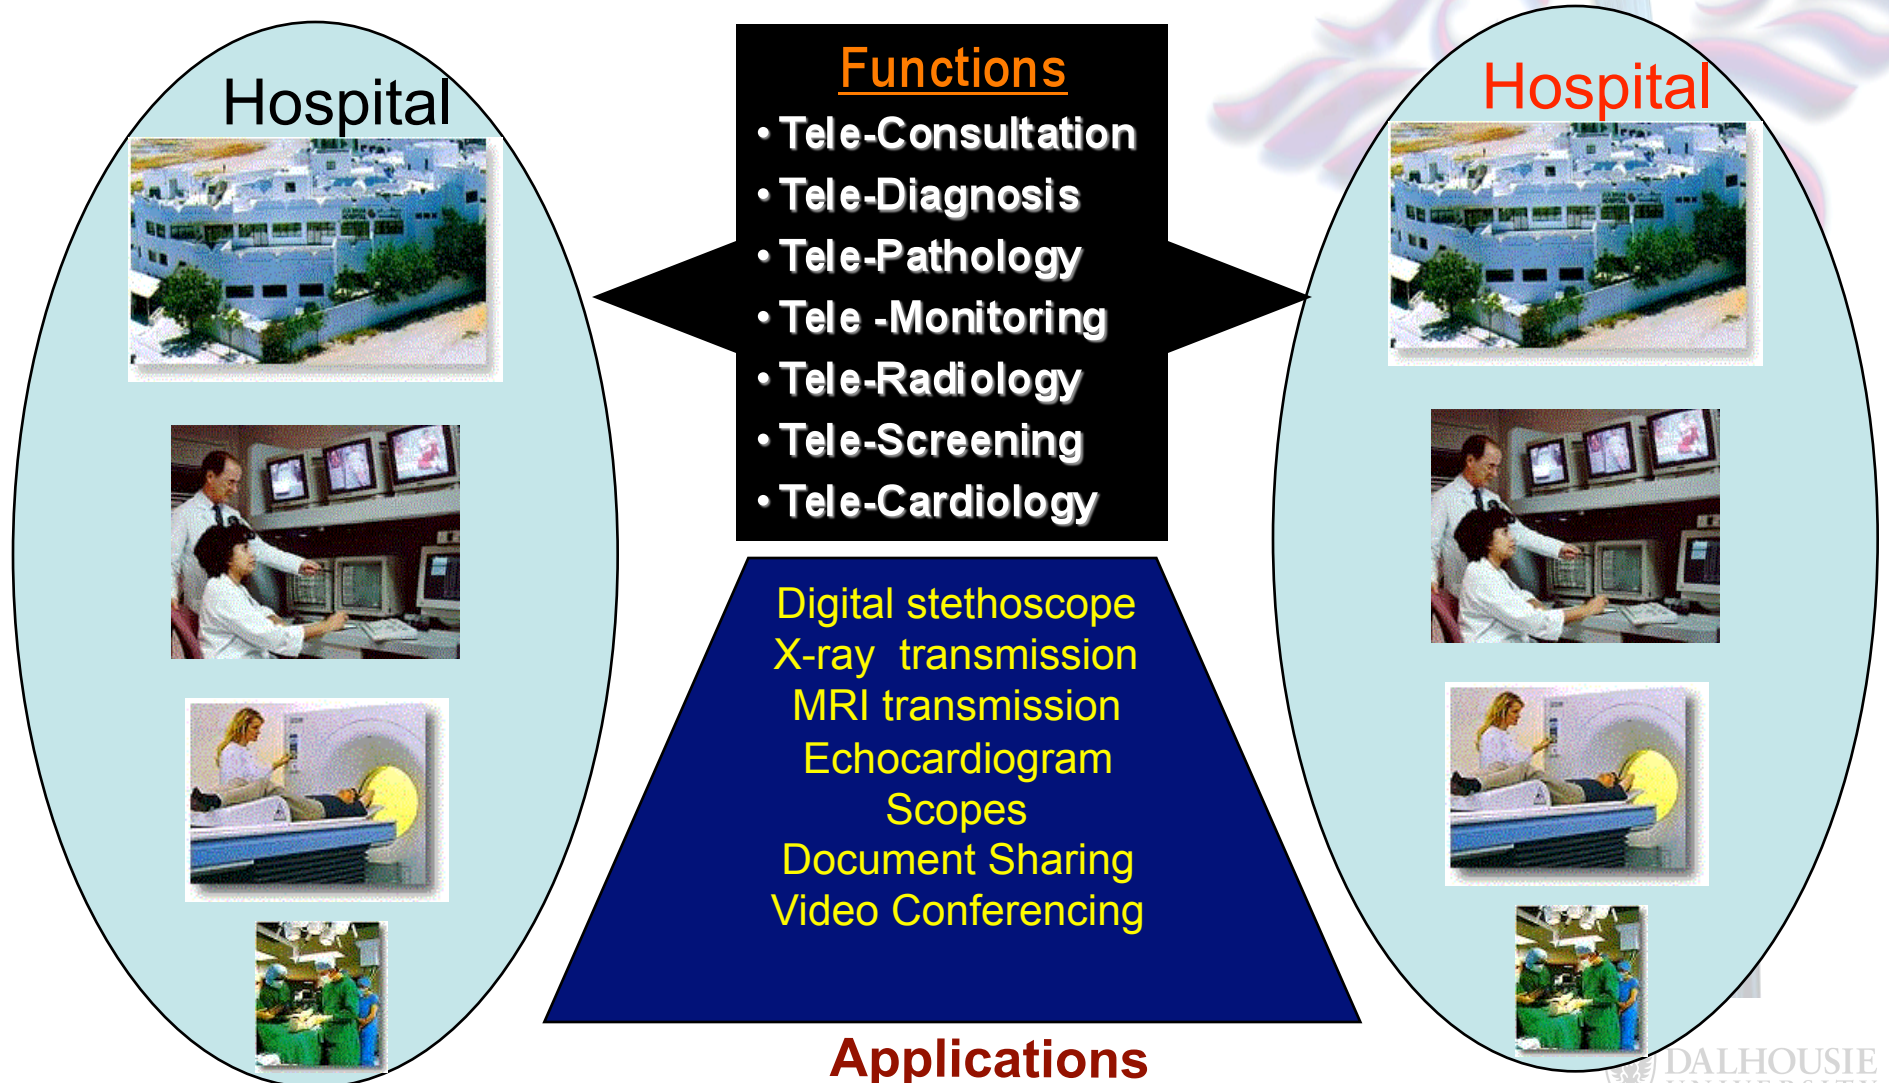 Hospital
Functions
• Tele-Consultation
• Tele-Diagnosis
• Tele-Pathology
• Tele -Monitoring
• Tele-Radiology
• Tele-Screening
• Tele-Cardiology
Digital stethoscope
X-ray transmission
MRI transmission
Echocardiogram
Scopes
Document Sharing
Video Conferencing
Applications
Hospital
DALHOUSIE
UNIVERSITY